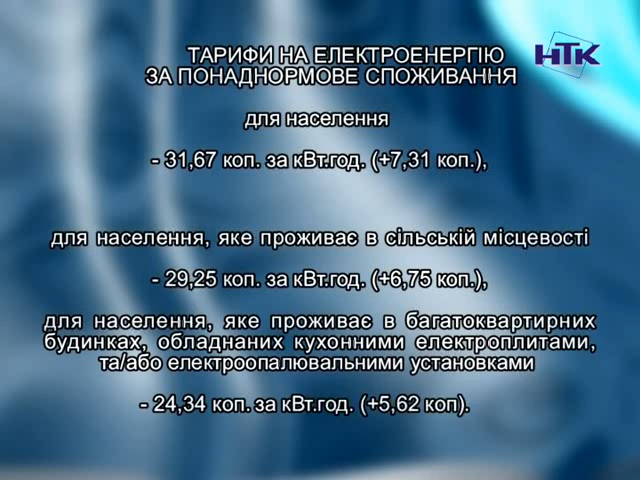 ТАРИФИ НА ЕЛЕКТРОЕНЕРГІЮ
НТК
ЗА ПОНАДНОРМОВЕ СПОЖИВАННЯ
для населення
- 31,67 коп. за кВт.год. (+7,31 коп.),
для населення, яке проживає в сільській місцевості
- 29,25 коп. за кВт.год. (+6,75 коп.),
для населення, яке проживає в багатоквартирних
будинках, обладнаних кухонними електроплитами,
та/або електроопалювальними установками
- 24,34 коп. за кВт.год. (+5,62 коп).